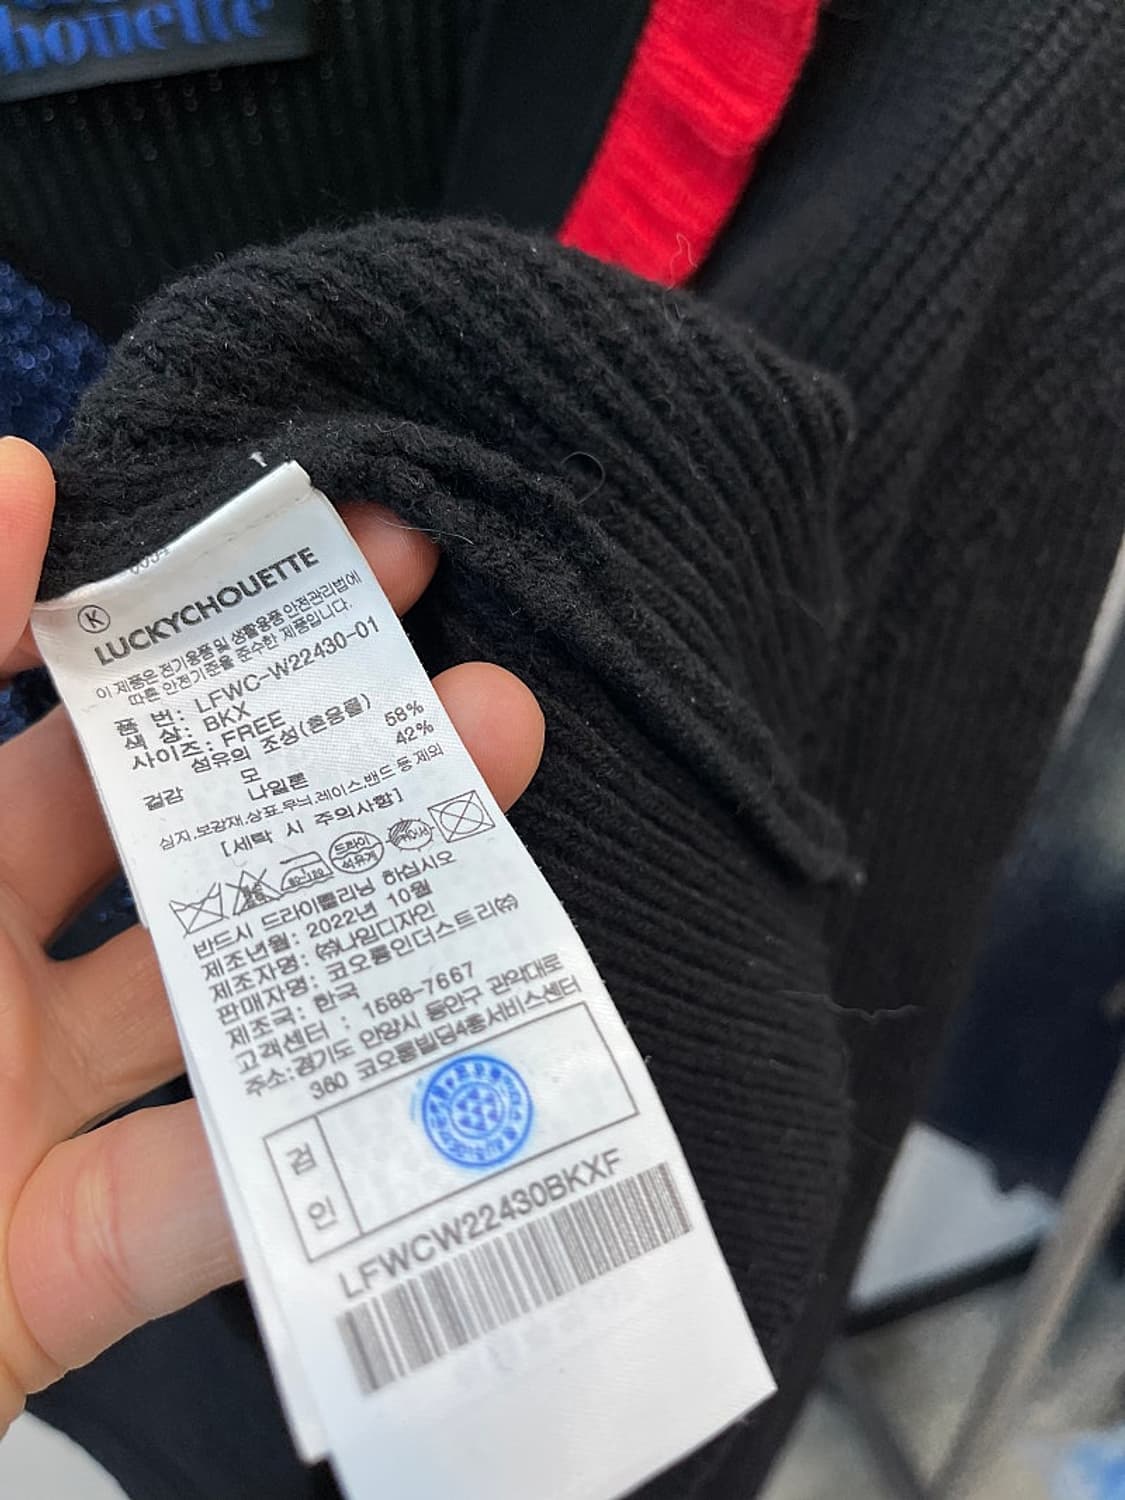 houette
K
LUCKYCHOUETTE
이 제품은 전기용품 및 생활용품 안전관리법에
따른 안전기준을 준수한 제품입니다.
품 번: LFWC-W22430-01
색 상: BKX
사이즈: FREE
섬유의 조성(혼용률)
겉감 모 58%
나일론 42%
심지,보강재,상표,무늬,레이스,밴드 등 제외
[세탁 시 주의사항]
80~120 드라이 석유계
반드시 드라이클리닝 하십시오
제조년월: 2022년 10월
제조자명: ㈜나임디자인
판매자명: 코오롱인더스트리㈜
제조국: 한국
고객센터 : 1588-7667
주소:경기도 안양시 동안구 관악대로
360 코오롱빌딩4층서비스센터
검
인
LFWCW22430BKXF